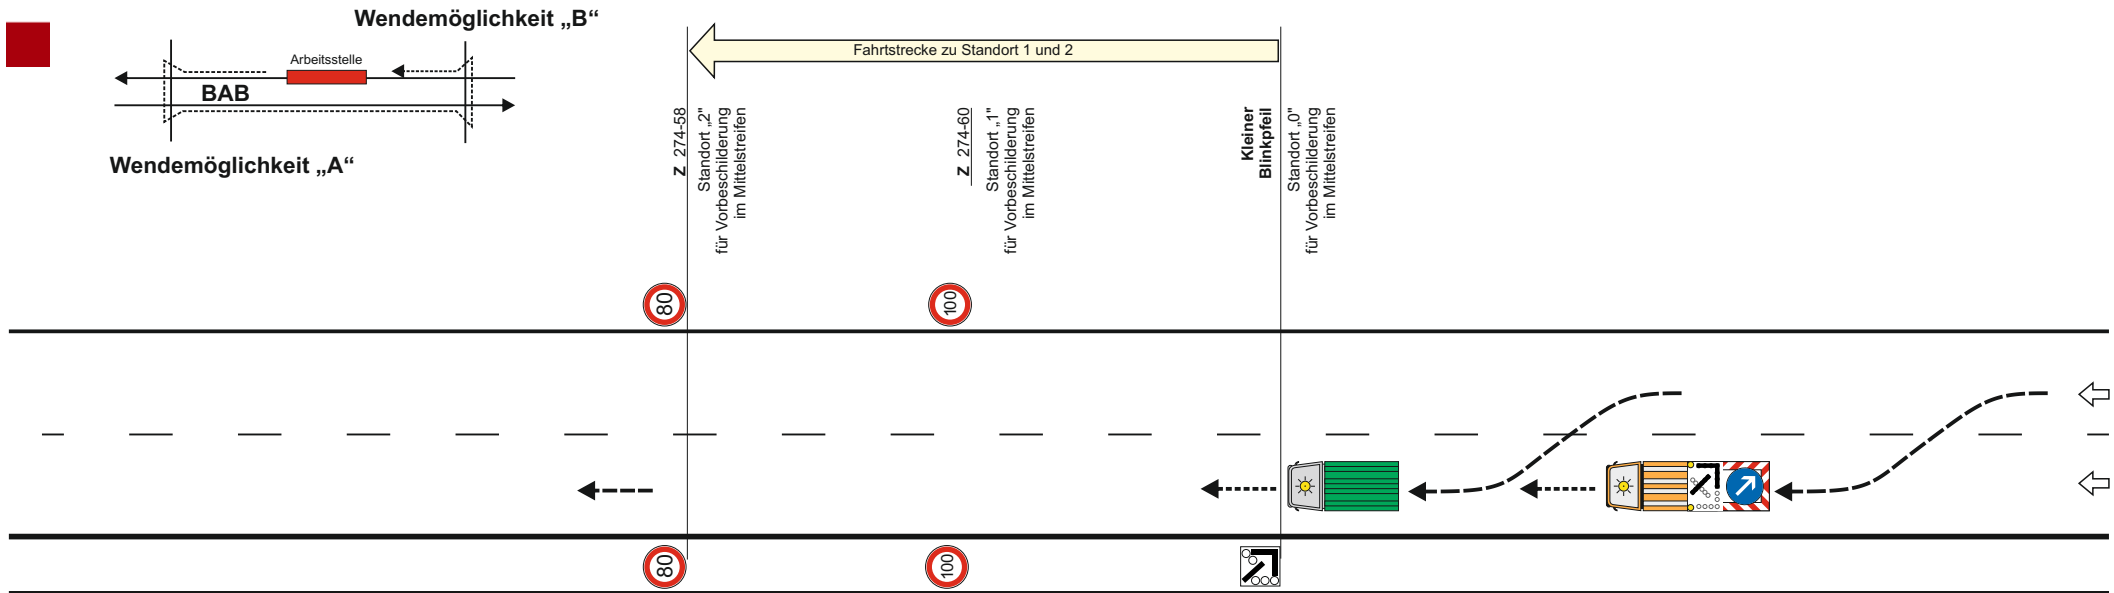 Wendemöglichkeit „B“
Arbeitsstelle
BAB
Wendemöglichkeit „A“
Fahrtstrecke zu Standort 1 und 2
Z 274-58
Standort „2"
für Vorbeschilderung
im Mittelstreifen
Z 274-60
Standort „1"
für Vorbeschilderung
im Mittelstreifen
Kleiner
Blinkpfeil
Standort „0"
für Vorbeschilderung
im Mittelstreifen
80
100
80
100